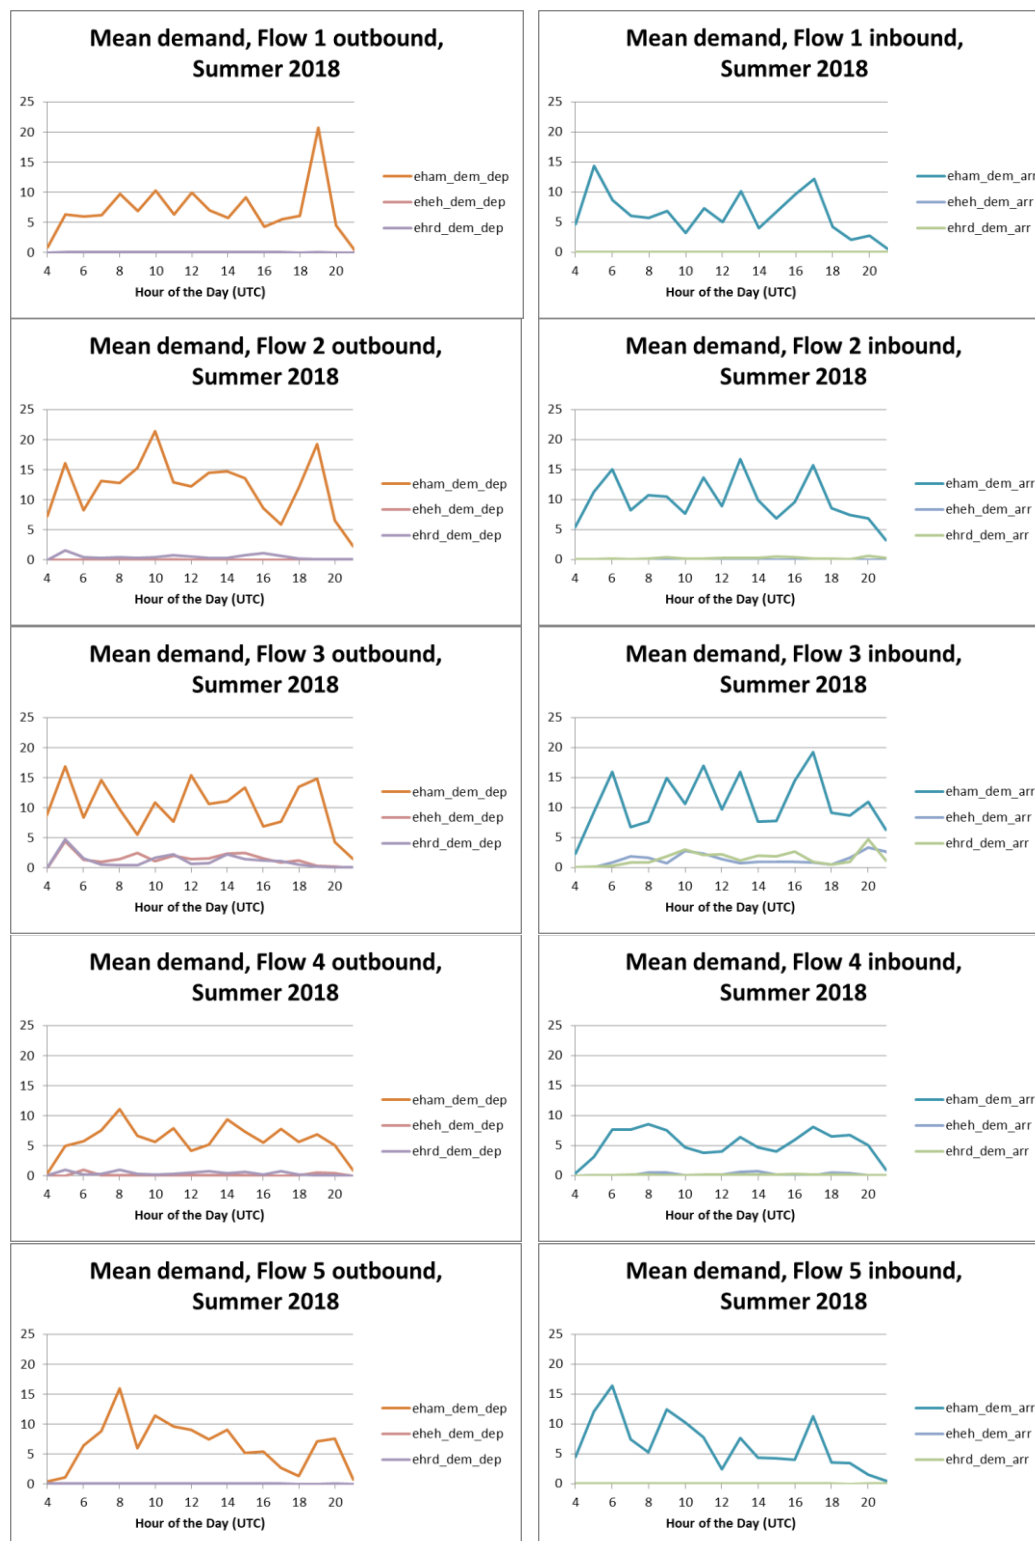 Mean demand, Flow 1 outbound,
Summer 2018
25
20
15
10
5
0
4 6 8 10 12 14 16 18 20
Hour of the Day (UTC)
eham_dem_dep
eheh_dem_dep
ehrd_dem_dep
Mean demand, Flow 1 inbound,
Summer 2018
25
20
15
10
5
0
4 6 8 10 12 14 16 18 20
Hour of the Day (UTC)
eham_dem_arr
eheh_dem_arr
ehrd_dem_arr
Mean demand, Flow 2 outbound,
Summer 2018
25
20
15
10
5
0
4 6 8 10 12 14 16 18 20
Hour of the Day (UTC)
eham_dem_dep
eheh_dem_dep
ehrd_dem_dep
Mean demand, Flow 2 inbound,
Summer 2018
25
20
15
10
5
0
4 6 8 10 12 14 16 18 20
Hour of the Day (UTC)
eham_dem_arr
eheh_dem_arr
ehrd_dem_arr
Mean demand, Flow 3 outbound,
Summer 2018
25
20
15
10
5
0
4 6 8 10 12 14 16 18 20
Hour of the Day (UTC)
eham_dem_dep
eheh_dem_dep
ehrd_dem_dep
Mean demand, Flow 3 inbound,
Summer 2018
25
20
15
10
5
0
4 6 8 10 12 14 16 18 20
Hour of the Day (UTC)
eham_dem_arr
eheh_dem_arr
ehrd_dem_arr
Mean demand, Flow 4 outbound,
Summer 2018
25
20
15
10
5
0
4 6 8 10 12 14 16 18 20
Hour of the Day (UTC)
eham_dem_dep
eheh_dem_dep
ehrd_dem_dep
Mean demand, Flow 4 inbound,
Summer 2018
25
20
15
10
5
0
4 6 8 10 12 14 16 18 20
Hour of the Day (UTC)
eham_dem_arr
eheh_dem_arr
ehrd_dem_arr
Mean demand, Flow 5 outbound,
Summer 2018
25
20
15
10
5
0
4 6 8 10 12 14 16 18 20
Hour of the Day (UTC)
eham_dem_dep
eheh_dem_dep
ehrd_dem_dep
Mean demand, Flow 5 inbound,
Summer 2018
25
20
15
10
5
0
4 6 8 10 12 14 16 18 20
Hour of the Day (UTC)
eham_dem_arr
eheh_dem_arr
ehrd_dem_arr